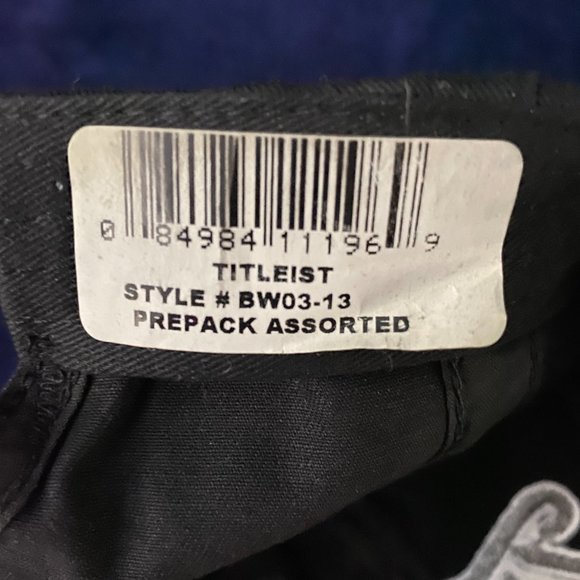 0 84984 11196 9
TITLEIST
STYLE # BW03-13
PREPACK ASSORTED